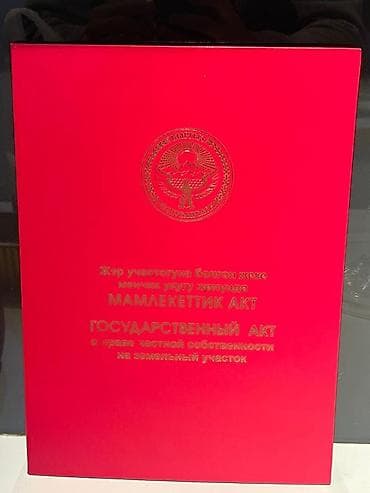 Жер участогуна болгон жеке
менчик укугу жөнүндө
МАМЛЕКЕТТИК АКТ
ГОСУДАРСТВЕННЫЙ АКТ
о праве частной собственности
на земельный участок